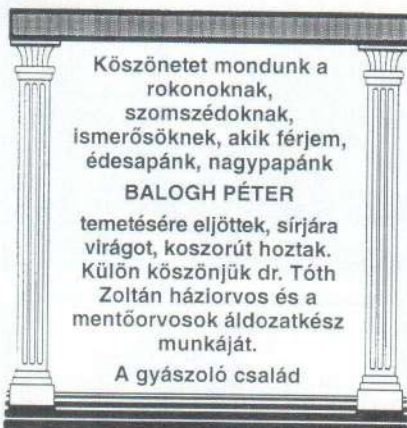 Köszönetet mondunk a
rokonoknak,
szomszédoknak,
ismerősöknek, akik férjem,
édesapánk, nagypapánk
BALOGH PÉTER
temetésére eljöttek, sírjára
virágot, koszorút hoztak.
Külön köszönjük dr. Tóth
Zoltán háziorvos és a
mentőorvosok áldozatkész
munkáját.
A gyászoló család